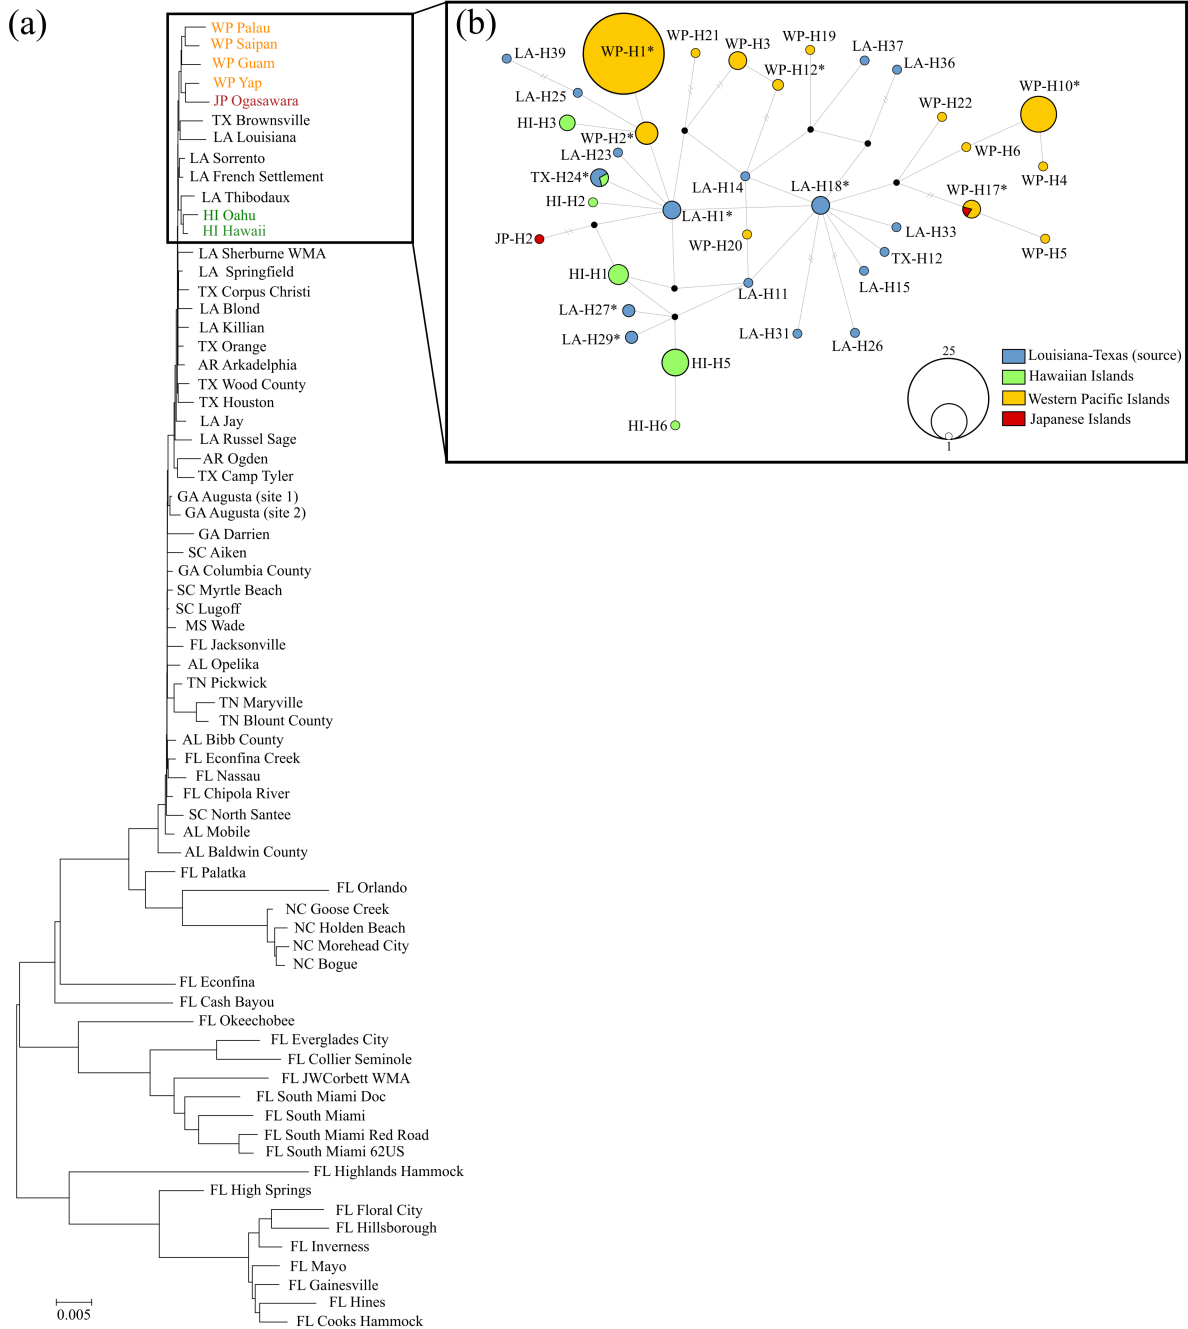 (a)
WP Palau
WP Saipan
WP Guam
WP Yap
JP Ogasawara
TX Brownsville
LA Louisiana
LA Sorrento
LA French Settlement
LA Thibodaux
HI Oahu
HI Hawaii
LA Sherburne WMA
LA Springfield
TX Corpus Christi
LA Blond
LA Killian
TX Orange
AR Arkadelphia
TX Wood County
TX Houston
LA Jay
LA Russel Sage
AR Ogden
TX Camp Tyler
GA Augusta (site 1)
GA Augusta (site 2)
GA Darrien
SC Aiken
GA Columbia County
SC Myrtle Beach
SC Lugoff
MS Wade
FL Jacksonville
AL Opelika
TN Pickwick
TN Maryville
TN Blount County
AL Bibb County
FL Econfina Creek
FL Nassau
FL Chipola River
SC North Santee
AL Mobile
AL Baldwin County
FL Palatka
FL Orlando
NC Goose Creek
NC Holden Beach
NC Morehead City
NC Bogue
FL Econfina
FL Cash Bayou
FL Okeechobee
FL Everglades City
FL Collier Seminole
FL JWCorbett WMA
FL South Miami Doc
FL South Miami
FL South Miami Red Road
FL South Miami 62US
FL Highlands Hammock
FL High Springs
FL Floral City
FL Hillsborough
FL Inverness
FL Mayo
FL Gainesville
FL Hines
FL Cooks Hammock
0.005
(b)
LA-H39
WP-H1*
WP-H21
WP-H3
WP-H19
LA-H37
LA-H36
WP-H12*
LA-H25
HI-H3
WP-H2*
WP-H22
WP-H10*
WP-H6
WP-H4
LA-H23
TX-H24*
HI-H2
LA-H14
LA-H18*
WP-H17*
LA-H1*
JP-H2
WP-H20
LA-H33
WP-H5
TX-H12
HI-H1
LA-H11
LA-H15
LA-H27*
LA-H29*
LA-H31
LA-H26
HI-H5
HI-H6
25
1
Louisiana-Texas (source)
Hawaiian Islands
Western Pacific Islands
Japanese Islands